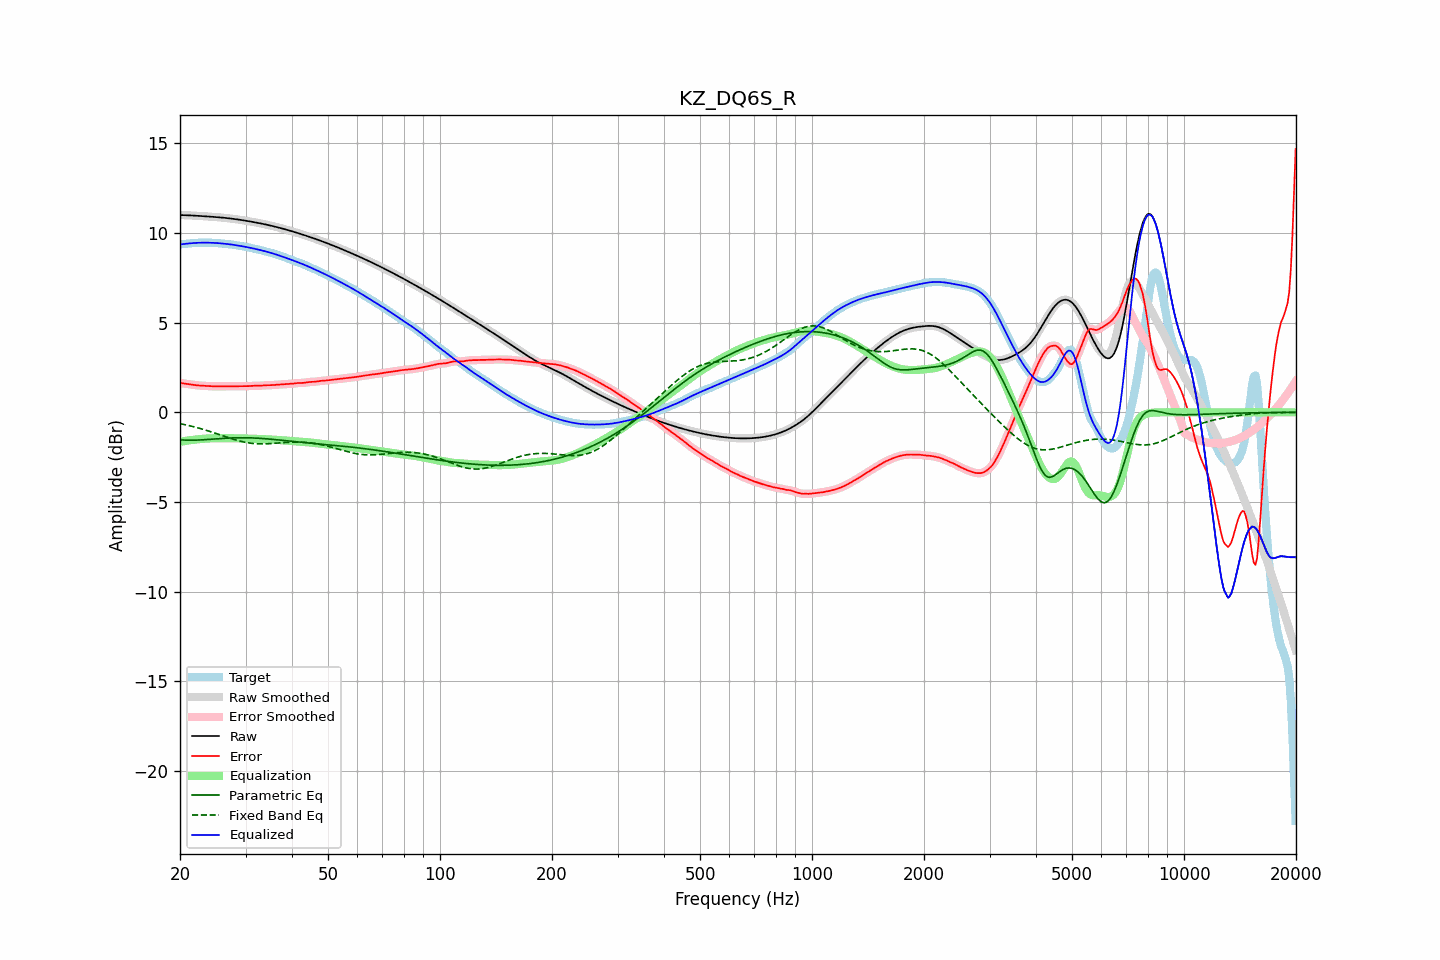 KZ_DQ6S_R
Amplitude (dBr)
15
10
5
0
−5
−10
−15
−20
Target
Raw Smoothed
Error Smoothed
Raw
Error
Equalization
Parametric Eq
Fixed Band Eq
Equalized
20
50
100
200
500
1000
2000
5000
10000
20000
Frequency (Hz)